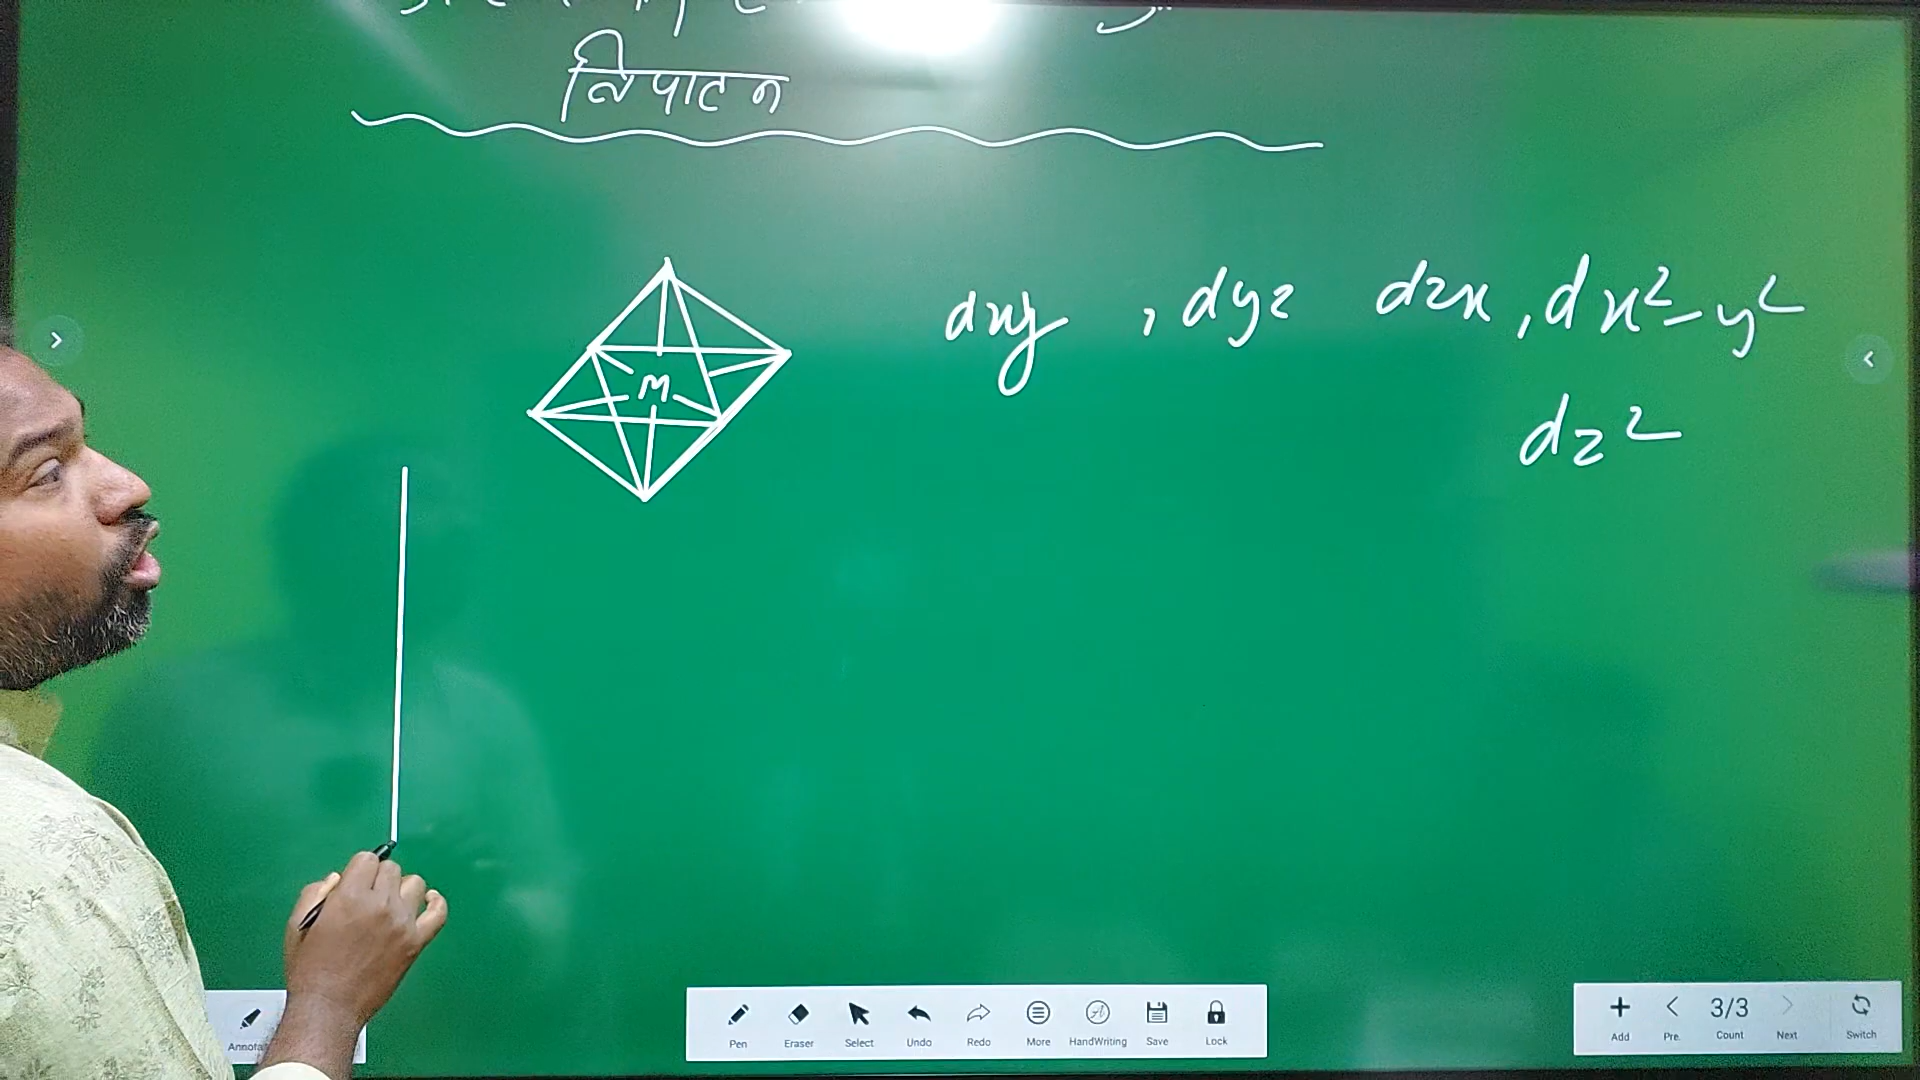 विपाटन
dxy , dyz dzx , dx²-y²
dz²
M
Annotat
Pen Eraser Select Undo Redo More HandWriting Save Lock
3/3
Add Pre. Count Next Switch